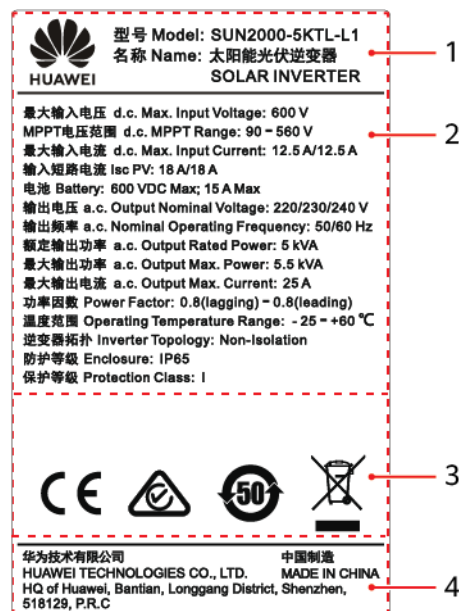 HUAWEI
型号 Model: SUN2000-5KTL-L1
名称 Name: 太阳能光伏逆变器
SOLAR INVERTER
1
最大输入电压 d.c. Max. Input Voltage: 600 V
MPPT电压范围 d.c. MPPT Range: 90 - 560 V
2
最大输入电流 d.c. Max. Input Current: 12.5 A/12.5 A
输入短路电流 Isc PV: 18 A/18 A
电池 Battery: 600 VDC Max; 15 A Max
输出电压 a.c. Output Nominal Voltage: 220/230/240 V
输出频率 a.c. Nominal Operating Frequency: 50/60 Hz
额定输出功率 a.c. Output Rated Power: 5 kVA
最大输出功率 a.c. Output Max. Power: 5.5 kVA
最大输出电流 a.c. Output Max. Current: 25 A
功率因数 Power Factor: 0.8(lagging) - 0.8(leading)
温度范围 Operating Temperature Range: - 25 - +60 ℃
逆变器拓扑 Inverter Topology: Non-Isolation
防护等级 Enclosure: IP65
保护等级 Protection Class: I
CE
50
3
华为技术有限公司 中国制造
HUAWEI TECHNOLOGIES CO., LTD. MADE IN CHINA
HQ of Huawei, Bantian, Longgang District, Shenzhen,
518129, P.R.C
4